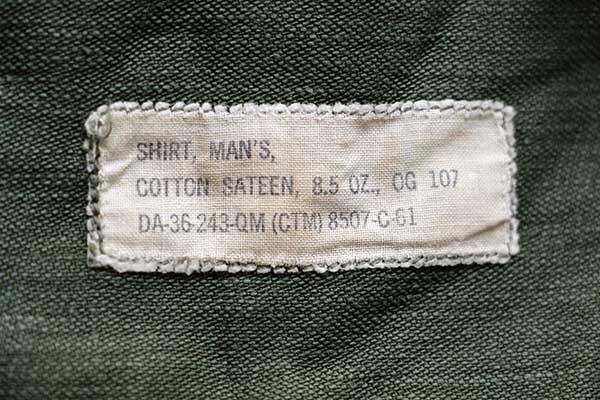 SHIRT, MAN'S,
COTTON SATEEN, 8.5 OZ., OG 107
DA-36-243-QM (CTM) 8507-C-61